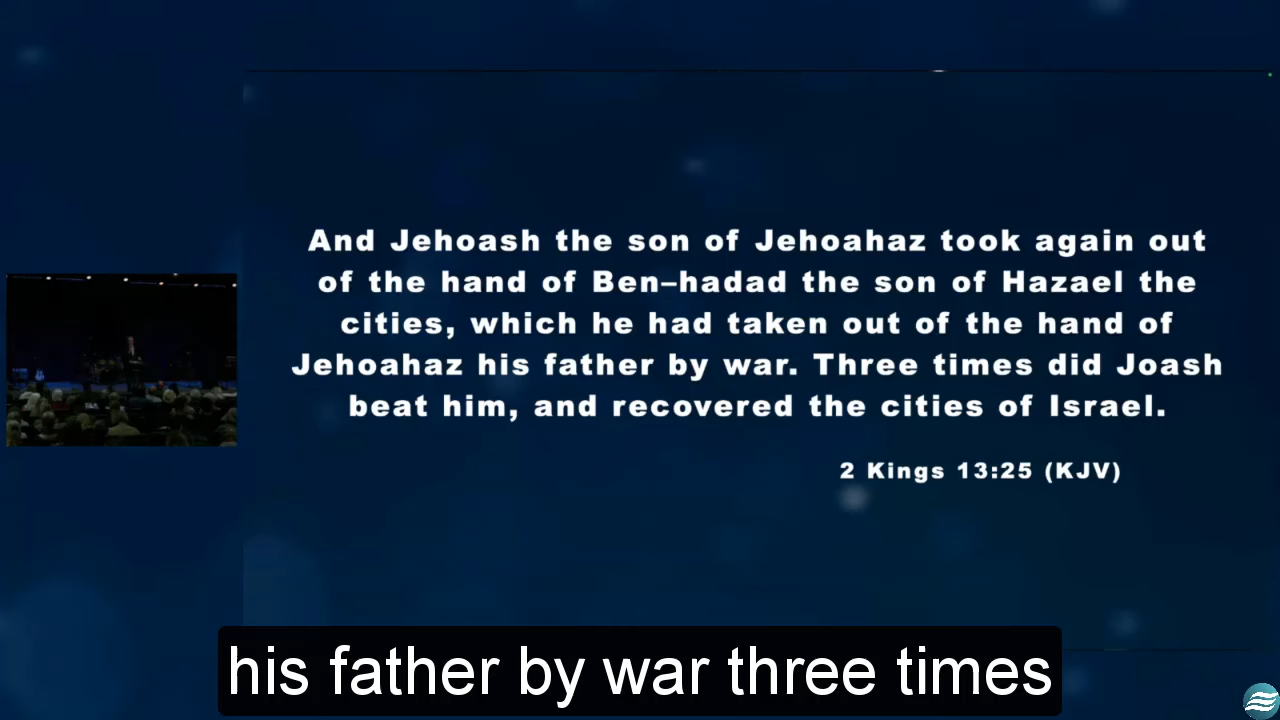 And Jehoash the son of Jehoahaz took again out
of the hand of Ben–hadad the son of Hazael the
cities, which he had taken out of the hand of
Jehoahaz his father by war. Three times did Joash
beat him, and recovered the cities of Israel.
2 Kings 13:25 (KJV)
his father by war three times